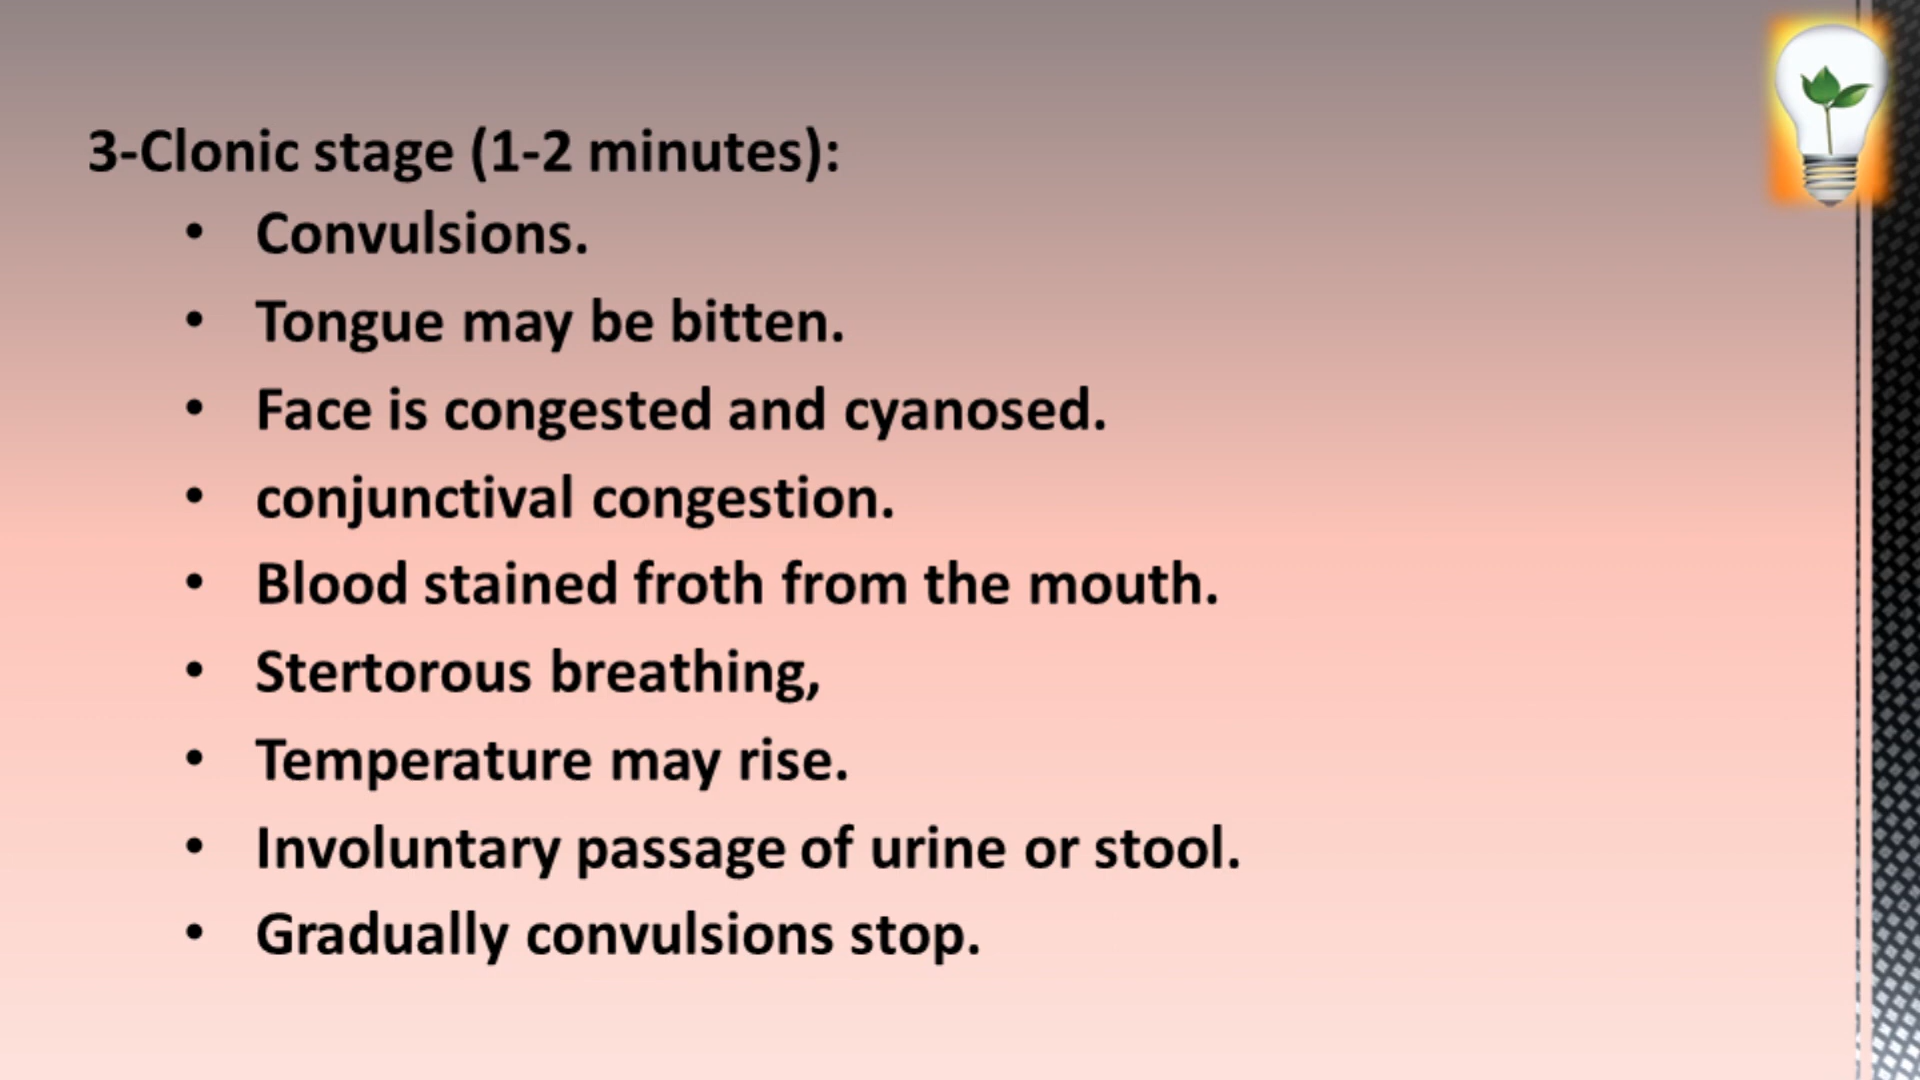 3-Clonic stage (1-2 minutes):
• Convulsions.
• Tongue may be bitten.
• Face is congested and cyanosed.
• conjunctival congestion.
• Blood stained froth from the mouth.
• Stertorous breathing,
• Temperature may rise.
• Involuntary passage of urine or stool.
• Gradually convulsions stop.